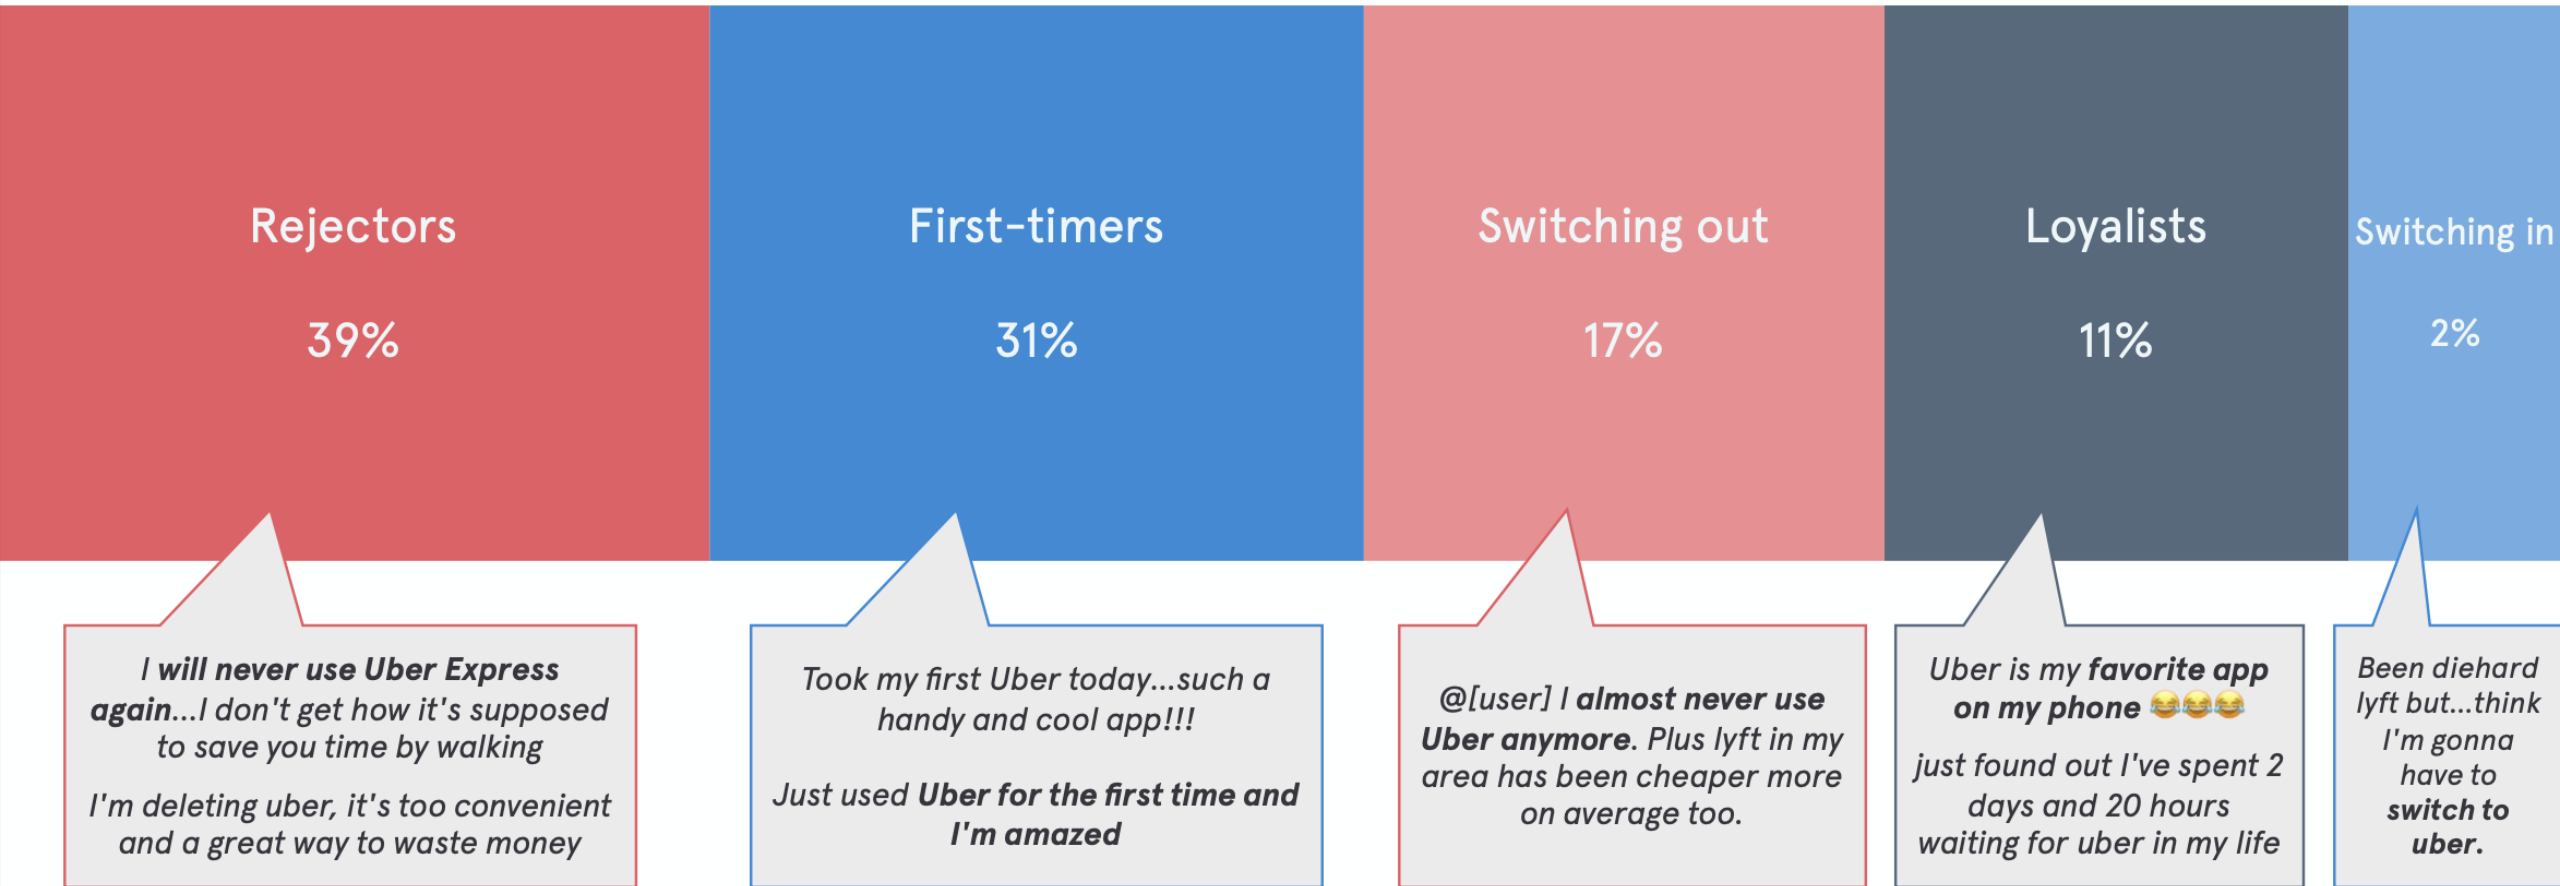 Rejectors
39%
First-timers
31%
Switching out
17%
Loyalists
11%
Switching in
2%
I will never use Uber Express
again...I don't get how it's supposed
to save you time by walking
I'm deleting uber, it's too convenient
and a great way to waste money
Took my first Uber today...such a
handy and cool app!!!
Just used Uber for the first time and
I'm amazed
@[user] I almost never use
Uber anymore. Plus lyft in my
area has been cheaper more
on average too.
Uber is my favorite app
on my phone 😂😂😂
just found out I've spent 2
days and 20 hours
waiting for uber in my life
Been diehard
lyft but...think
I'm gonna
have to
switch to
uber.